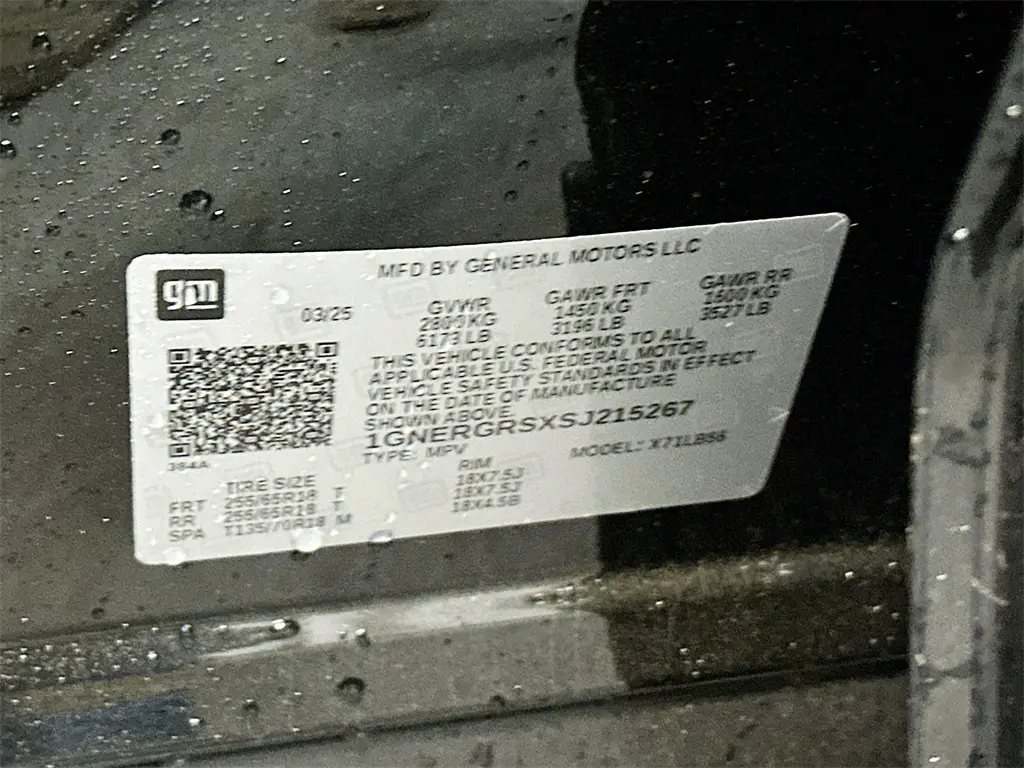 MFD BY GENERAL MOTORS LLC
gm
03/25
GVWR GAWR FRT GAWR RR
2800 KG 1450 KG 1600 KG
6173 LB 3196 LB 3527 LB
THIS VEHICLE CONFORMS TO ALL
APPLICABLE U.S. FEDERAL MOTOR
VEHICLE SAFETY STANDARDS IN EFFECT
ON THE DATE OF MANUFACTURE
SHOWN ABOVE.
1GNERGRSXSJ215267
TYPE: MPV MODEL: X71LB56
384A
TIRE SIZE RIM
FRT 255/65R18 T 18X7.5J
RR 255/65R18 T 18X7.5J
SPA T135/70R18 M 18X4.5B